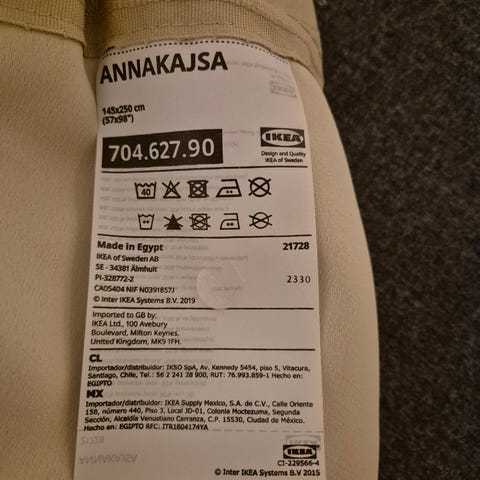 ANNAKAJSA
145x250 cm
(57x98")
704.627.90
IKEA
Design and Quality
IKEA of Sweden
40
Made in Egypt
21728
IKEA of Sweden AB
SE - 34381 Älmhult
PI-328772-2
2330
CA05404 NIF N0391857J
© Inter IKEA Systems B.V. 2019
Imported to GB by:
IKEA Ltd., 100 Avebury
Boulevard, Milton Keynes,
United Kingdom, MK9 1FH.
CL
Importador/distribuidor: IKSO SpA, Av. Kennedy 5454, piso 5, Vitacura,
Santiago, Chile, Tel.: 56 2 241 28 900, RUT: 76.993.859-1 Hecho en:
EGIPTO
MX
Importador/distribuidor: IKEA Supply Mexico, S.A. de C.V., Calle Oriente
158, número 440, Piso 3, Local JD-01, Colonia Moctezuma, Segunda
Sección, Alcaldía Venustiano Carranza, C.P. 15530, Ciudad de México.
Hecho en: EGIPTO RFC: ITR1804174YA
21728
ANNAKAJSA
IKEA
CI-229566-4
© Inter IKEA Systems B.V 2015